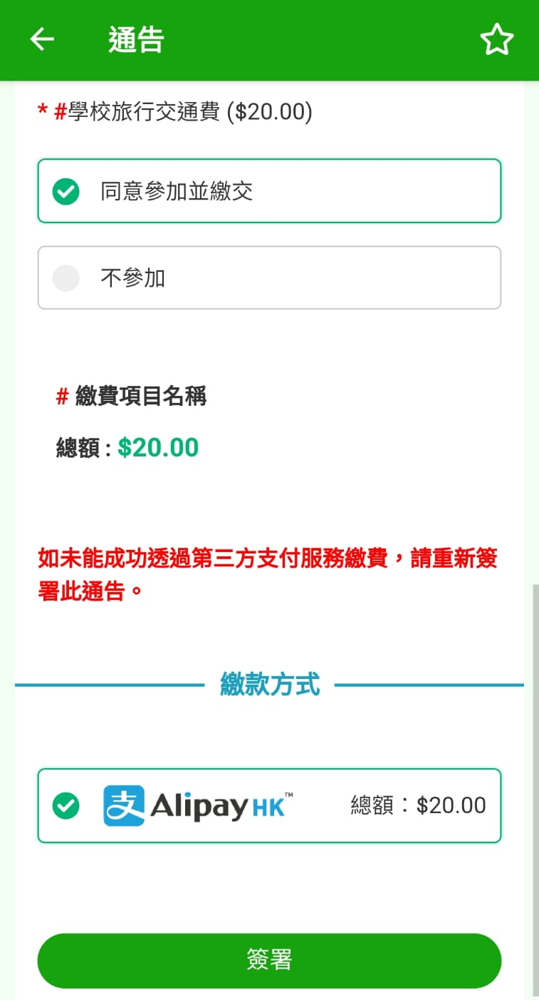 通告
* #學校旅行交通費 ($20.00)
同意參加並繳交
不參加
# 繳費項目名稱
總額 : $20.00
如未能成功透過第三方支付服務繳費，請重新簽
署此通告。
繳款方式
支 Alipay HK™ 總額：$20.00
簽署